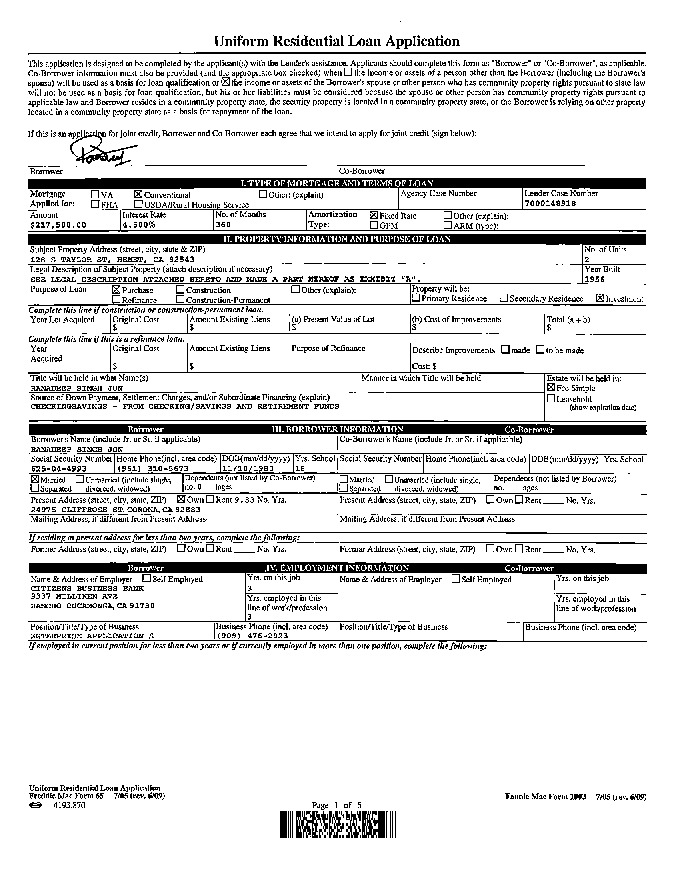 Uniform Residential Loan Application
This application is designed to be completed by the applicant(s) with the Lender's assistance. Applicants should complete this form as "Borrower" or "Co-Borrower", as applicable.
Co-Borrower information must also be provided (and the appropriate box checked) when ☐ the income or assets of a person other than the Borrower (including the Borrower's
spouse) will be used as a basis for loan qualification or ☒ the income or assets of the Borrower's spouse or other person who has community property rights pursuant to state law
will not be used as a basis for loan qualification, but his or her liabilities must be considered because the spouse or other person has community property rights pursuant to
applicable law and Borrower resides in a community property state, the security property is located in a community property state, or the Borrower is relying on other property
located in a community property state as a basis for repayment of the loan.
If this is an application for joint credit, Borrower and Co-Borrower each agree that we intend to apply for joint credit (sign below):
Borrower Co-Borrower
I. TYPE OF MORTGAGE AND TERMS OF LOAN
Mortgage ☐ VA ☒ Conventional ☐ Other: (explain) Agency Case Number Lender Case Number
Applied for: ☐ FHA ☐ USDA/Rural Housing Service 7000148918
Amount Interest Rate No. of Months Amortization ☒ Fixed Rate ☐ Other (explain):
$217,500.00 4.500% 360 Type: ☐ GPM ☐ ARM (type):
II. PROPERTY INFORMATION AND PURPOSE OF LOAN
Subject Property Address (street, city, state & ZIP) No. of Units
126 S TAYLOR ST, HEMET, CA 92543 2
Legal Description of Subject Property (attach description if necessary) Year Built
SEE LEGAL DESCRIPTION ATTACHED HERETO AND MADE A PART HEREOF AS EXHIBIT "A". 1956
Purpose of Loan ☒ Purchase ☐ Construction ☐ Other (explain): Property will be:
☐ Refinance ☐ Construction-Permanent ☐ Primary Residence ☐ Secondary Residence ☒ Investment
Complete this line if construction or construction-permanent loan.
Year Lot Acquired Original Cost Amount Existing Liens (a) Present Value of Lot (b) Cost of Improvements Total (a + b)
$ $ $ $ $
Complete this line if this is a refinance loan.
Year Original Cost Amount Existing Liens Purpose of Refinance Describe Improvements ☐ made ☐ to be made
Acquired
$ $ Cost: $
Title will be held in what Name(s) Manner in which Title will be held Estate will be held in:
RANADEEP SINGH JON ☒ Fee Simple
Source of Down Payment, Settlement Charges, and/or Subordinate Financing (explain) ☐ Leasehold
CHECKINGSAVINGS - FROM CHECKING/SAVINGS AND RETIREMENT FUNDS (show expiration date)
Borrower III. BORROWER INFORMATION Co-Borrower
Borrower's Name (include Jr. or Sr. if applicable) Co-Borrower's Name (include Jr. or Sr. if applicable)
RANADEEP SINGH JON
Social Security Number Home Phone(incl. area code) DOB(mm/dd/yyyy) Yrs. School Social Security Number Home Phone(incl. area code) DOB(mm/dd/yyyy) Yrs. School
(951) 310-5673 16
☒ Married ☐ Unmarried (include single, Dependents (not listed by Co-Borrower) ☐ Married ☐ Unmarried (include single, Dependents (not listed by Borrower)
☐ Separated divorced, widowed) no. 0 ages ☐ Separated divorced, widowed) no. ages
Present Address (street, city, state, ZIP) ☒ Own ☐ Rent 9.83 No. Yrs. Present Address (street, city, state, ZIP) ☐ Own ☐ Rent No. Yrs.
24975 CLIFFROSE ST CORONA, CA 92883
Mailing Address, if different from Present Address Mailing Address, if different from Present Address
If residing at present address for less than two years, complete the following:
Former Address (street, city, state, ZIP) ☐ Own ☐ Rent No. Yrs. Former Address (street, city, state, ZIP) ☐ Own ☐ Rent No. Yrs.
Borrower IV. EMPLOYMENT INFORMATION Co-Borrower
Name & Address of Employer ☐ Self Employed Yrs. on this job Name & Address of Employer ☐ Self Employed Yrs. on this job
CITIZENS BUSINESS BANK 3
9337 MILLIKEN AVE Yrs. employed in this Yrs. employed in this
RANCHO CUCAMONGA, CA 91730 line of work/profession line of work/profession
3
Position/Title/Type of Business Business Phone (incl. area code) Position/Title/Type of Business Business Phone (incl. area code)
ENTERPRISE APPLICATION (909) 476-2023
If employed in current position for less than two years or if currently employed in more than one position, complete the following:
Uniform Residential Loan Application
Freddie Mac Form 65 7/05 (rev. 6/09) Fannie Mae Form 1003 7/05 (rev. 6/09)
4193.870 Page 1 of 5